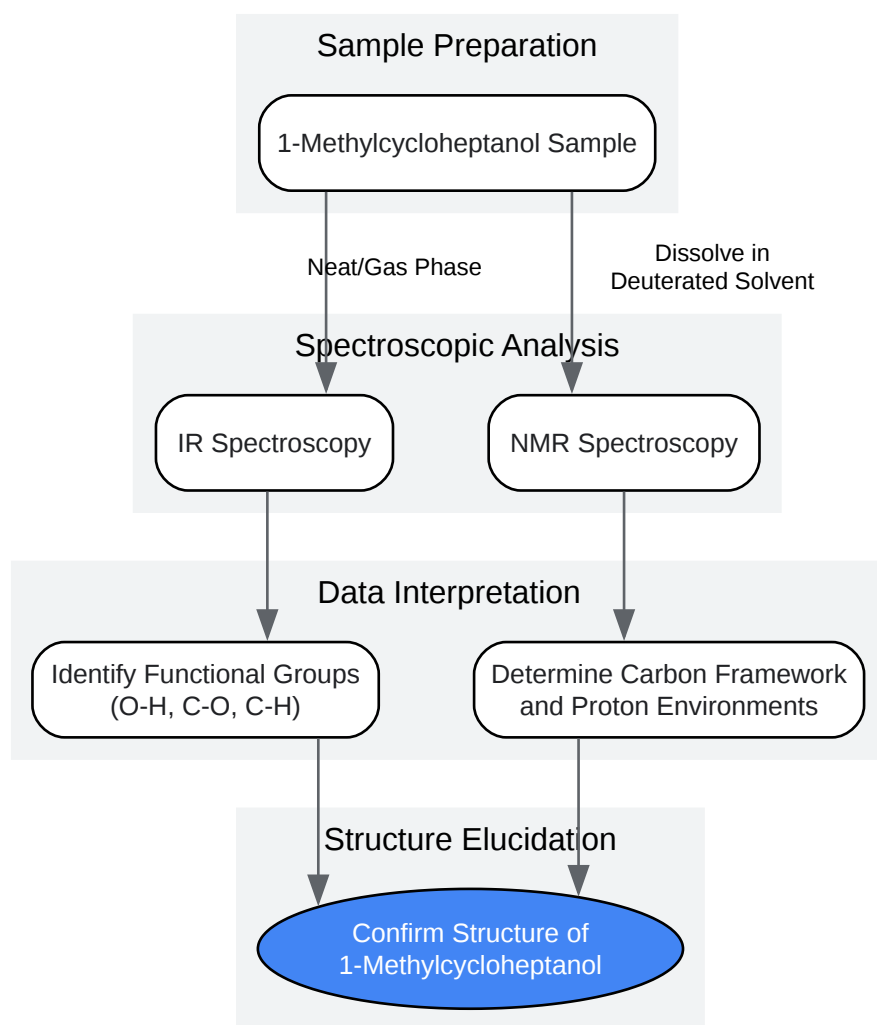 Sample Preparation
1-Methylcycloheptanol Sample
Neat/Gas Phase
Dissolve in
Deuterated Solvent
Spectroscopic Analysis
IR Spectroscopy
NMR Spectroscopy
Data Interpretation
Identify Functional Groups
(O-H, C-O, C-H)
Determine Carbon Framework
and Proton Environments
Structure Elucidation
Confirm Structure of
1-Methylcycloheptanol